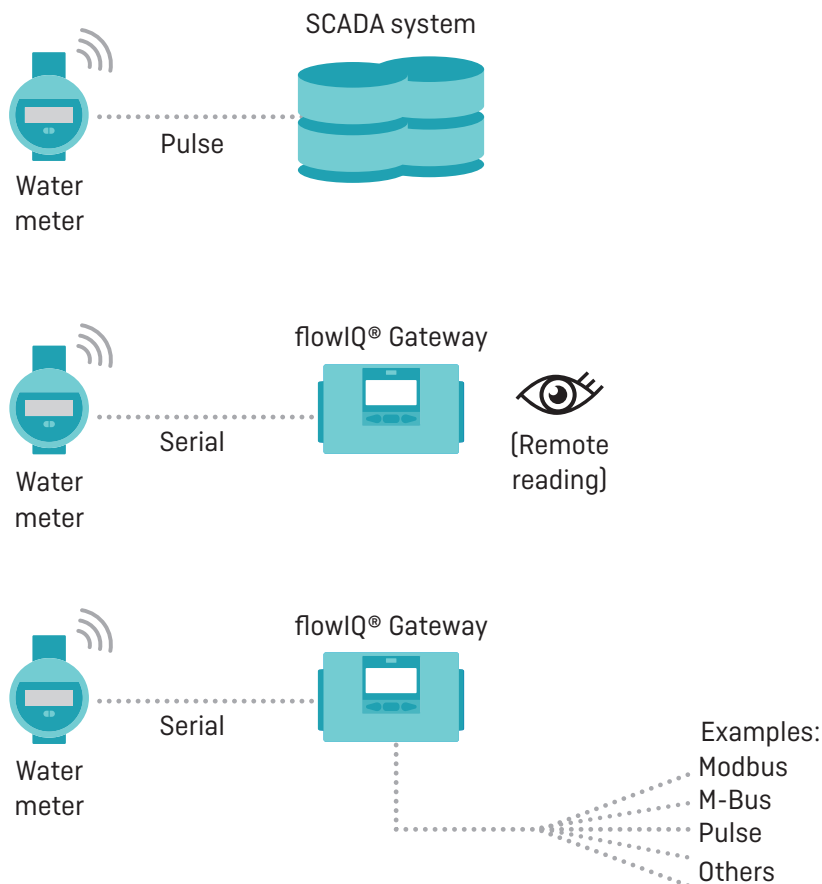 SCADA system
Pulse
Water
meter
flowIQ® Gateway
Serial
(Remote
reading)
Water
meter
flowIQ® Gateway
Serial
Water
meter
Examples:
Modbus
M-Bus
Pulse
Others